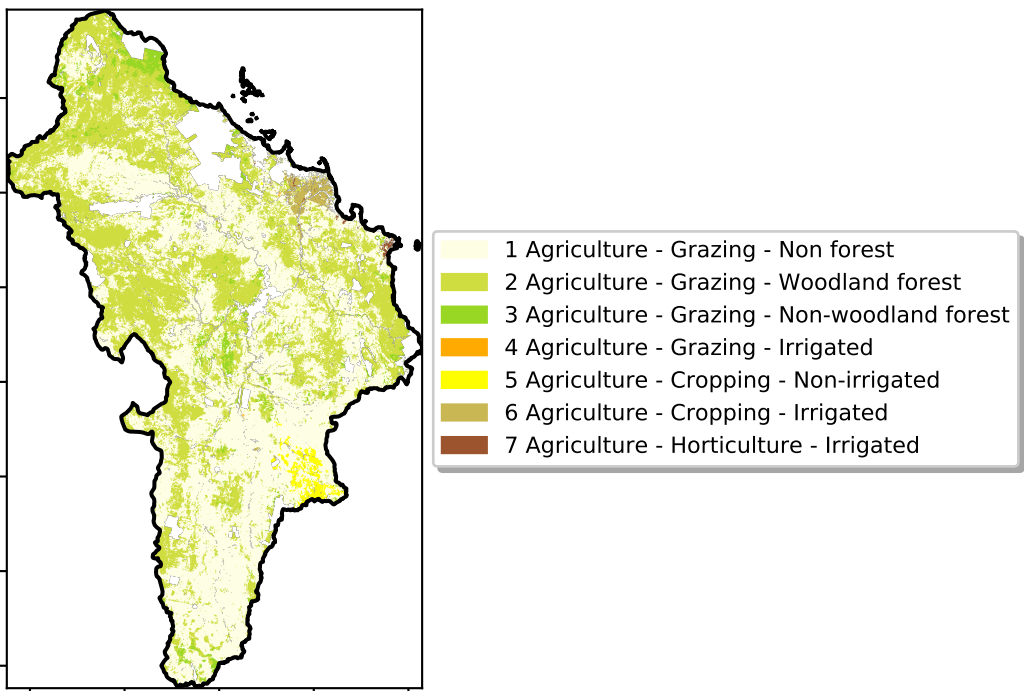 1 Agriculture - Grazing - Non forest
2 Agriculture - Grazing - Woodland forest
3 Agriculture - Grazing - Non-woodland forest
4 Agriculture - Grazing - Irrigated
5 Agriculture - Cropping - Non-irrigated
6 Agriculture - Cropping - Irrigated
7 Agriculture - Horticulture - Irrigated